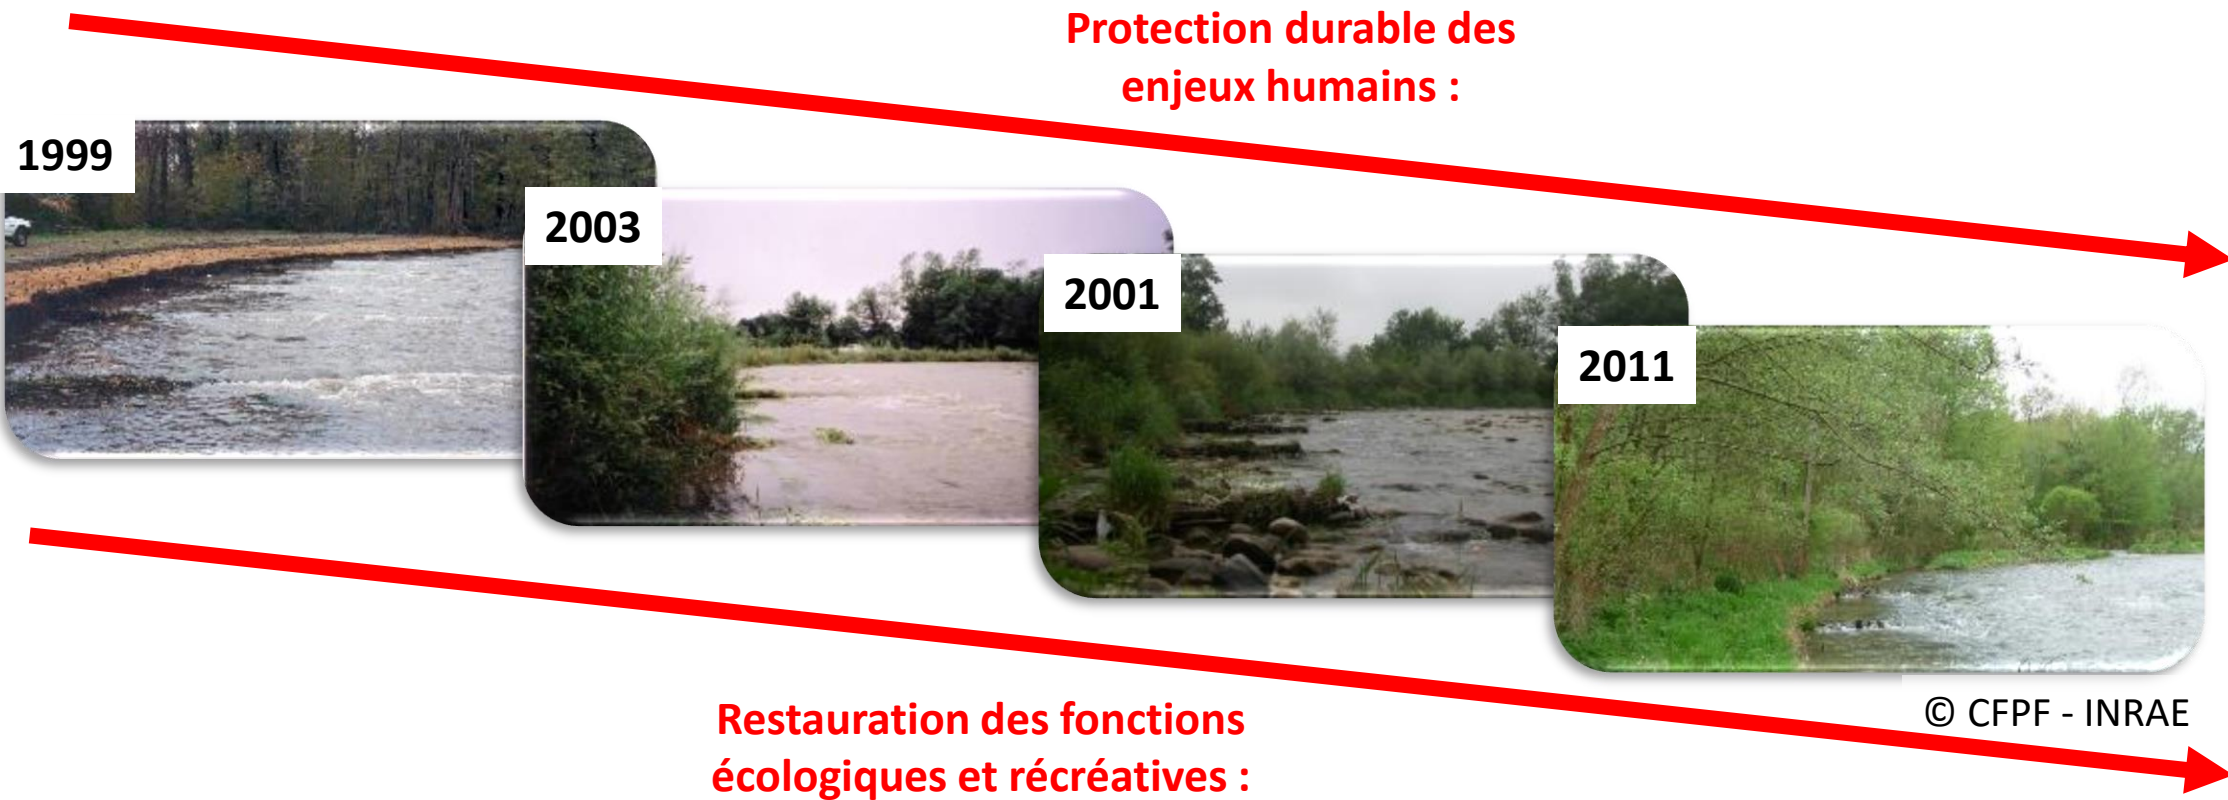 Protection durable des
enjeux humains :
1999
2003
2001
2011
© CFPF - INRAE
Restauration des fonctions
écologiques et récréatives :